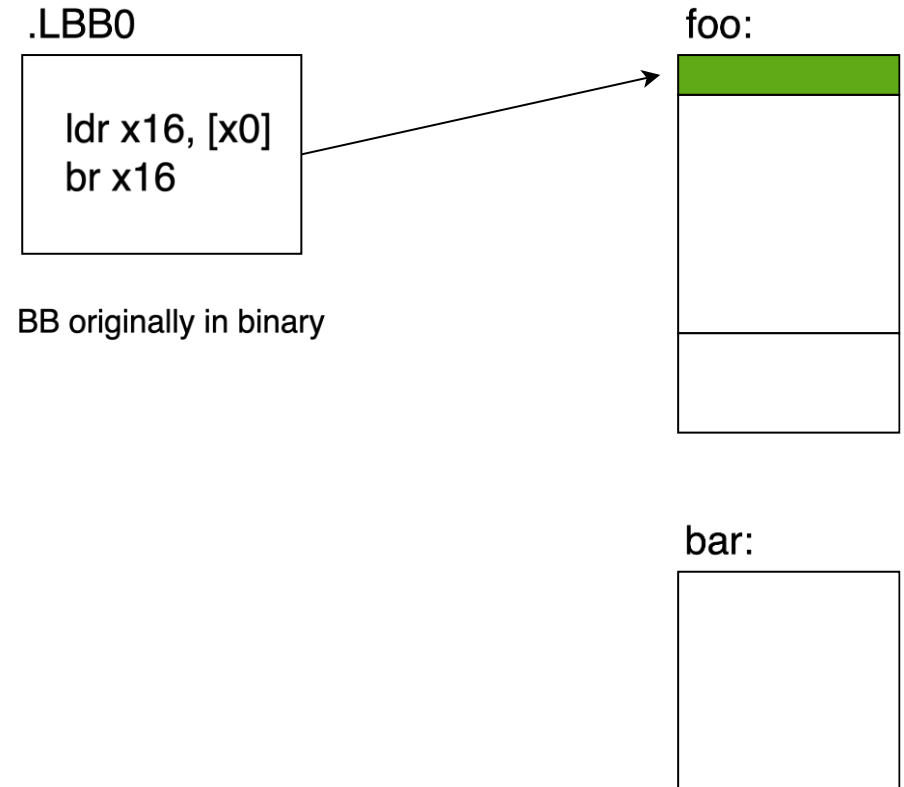 .LBB0
foo:
ldr x16, [x0]
br x16
BB originally in binary
bar: